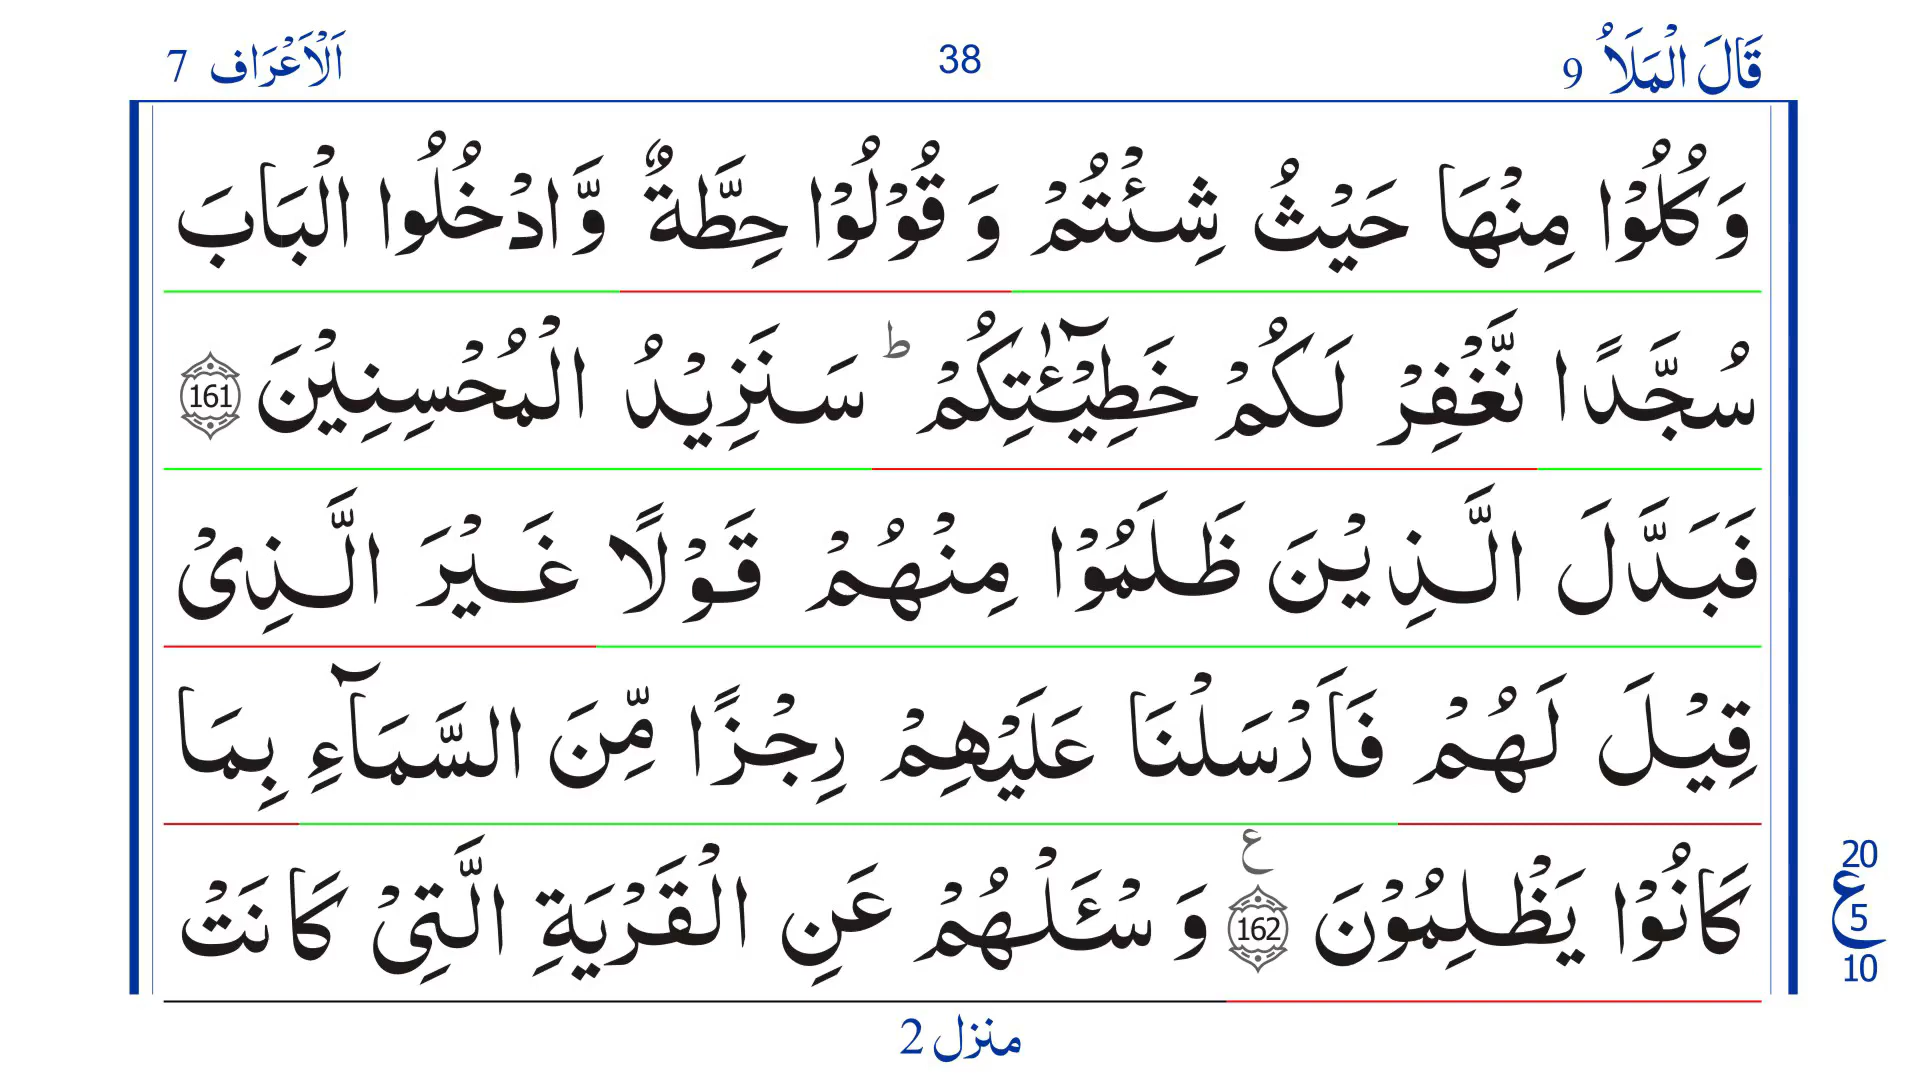 قَالَ الْمَلَاُ 9
38
اَلْاَعْرَاف 7
وَكُلُوْا مِنْهَا حَيْثُ شِئْتُمْ وَ قُوْلُوْا حِطَّةٌ وَّادْخُلُوا الْبَابَ
سُجَّدًا نَّغْفِرْ لَكُمْ خَطِيْٓـٰٔتِكُمْ ؕ سَنَزِيْدُ الْمُحْسِنِيْنَ 161
فَبَدَّلَ الَّذِيْنَ ظَلَمُوْا مِنْهُمْ قَوْلًا غَيْرَ الَّذِیْ
قِيْلَ لَهُمْ فَاَرْسَلْنَا عَلَيْهِمْ رِجْزًا مِّنَ السَّمَآءِ بِمَا
كَانُوْا يَظْلِمُوْنَ 162 ع وَ سْـَٔلْهُمْ عَنِ الْقَرْيَةِ الَّتِیْ كَانَتْ
20
ع 5
10
منزل 2